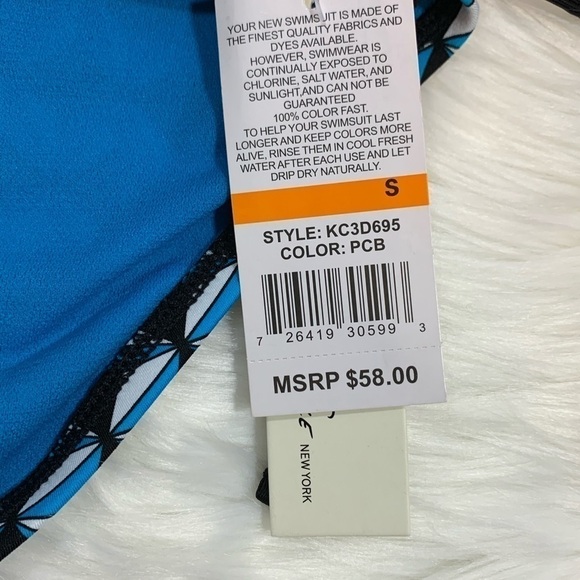 YOUR NEW SWIMSUIT IS MADE OF
THE FINEST QUALITY FABRICS AND
DYES AVAILABLE.
HOWEVER, SWIMWEAR IS
CONTINUALLY EXPOSED TO
CHLORINE, SALT WATER, AND
SUNLIGHT,AND CAN NOT BE
GUARANTEED
100% COLOR FAST.
TO HELP YOUR SWIMSUIT LAST
LONGER AND KEEP COLORS MORE
ALIVE, RINSE THEM IN COOL FRESH
WATER AFTER EACH USE AND LET
DRIP DRY NATURALLY.
S
STYLE: KC3D695
COLOR: PCB
7 26419 30599 3
MSRP $58.00
NEW YORK